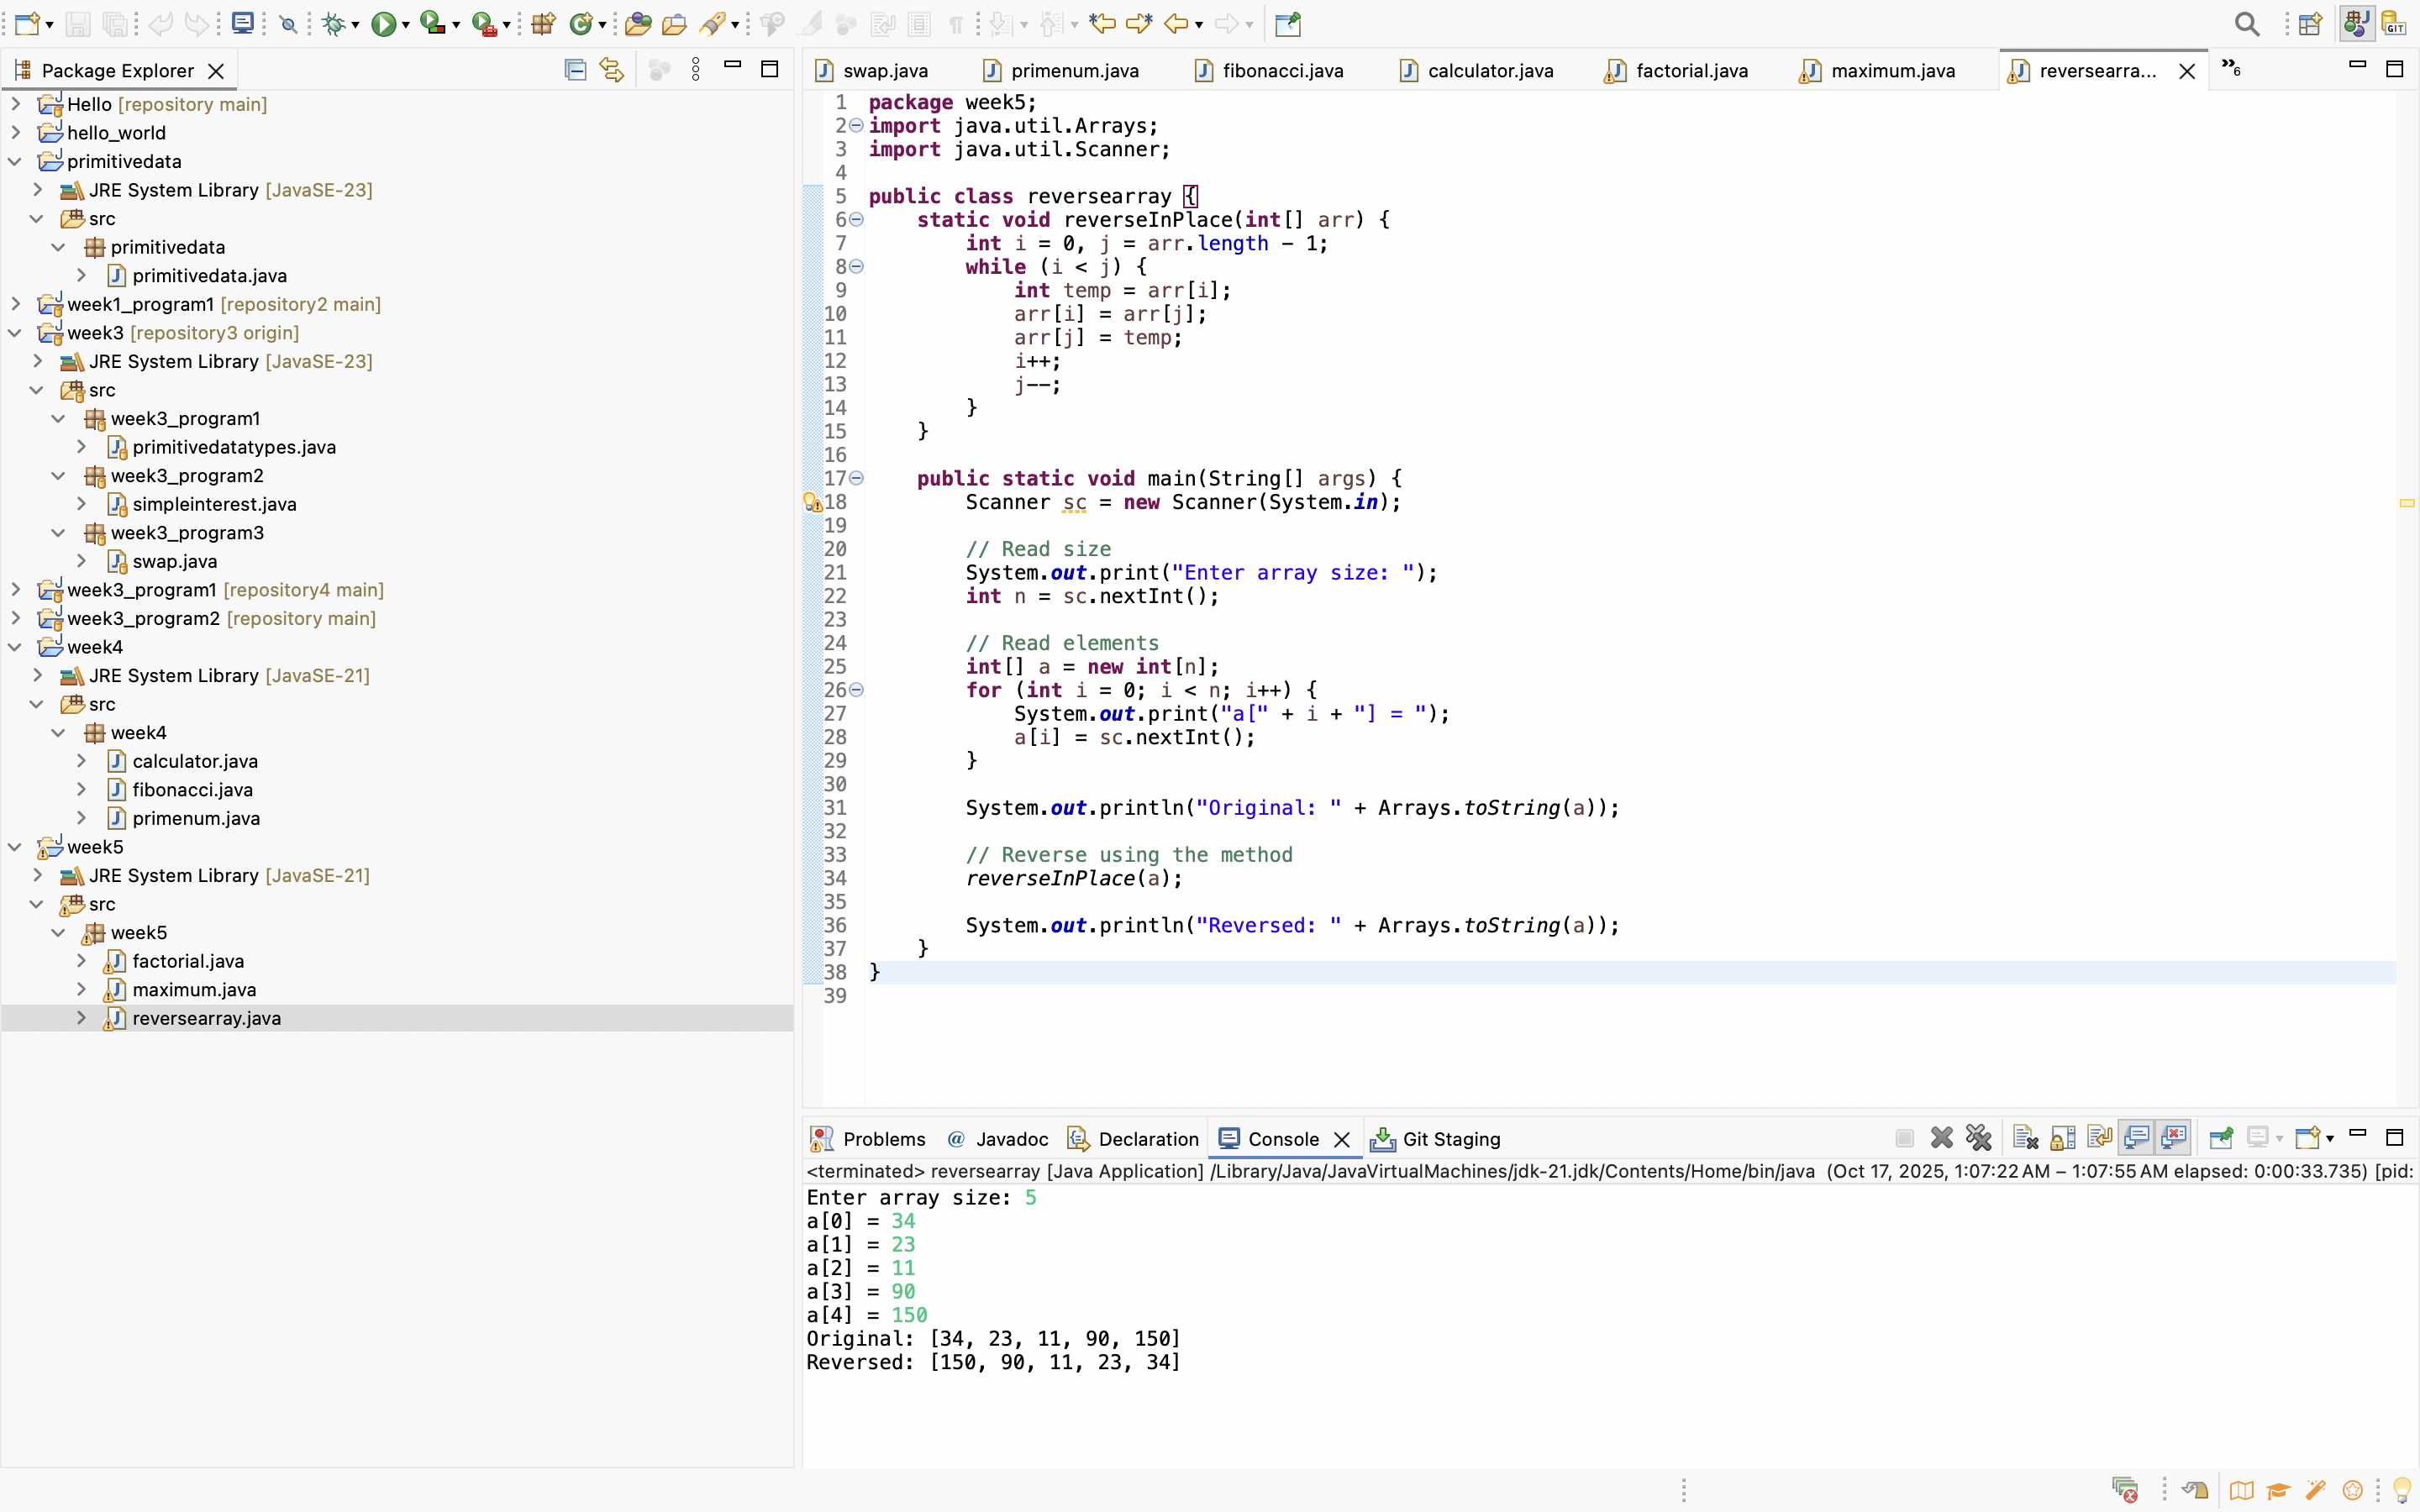 Package Explorer
Hello [repository main]
hello_world
primitivedata
JRE System Library [JavaSE-23]
src
primitivedata
primitivedata.java
week1_program1 [repository2 main]
week3 [repository3 origin]
JRE System Library [JavaSE-23]
src
week3_program1
primitivedatatypes.java
week3_program2
simpleinterest.java
week3_program3
swap.java
week3_program1 [repository4 main]
week3_program2 [repository main]
week4
JRE System Library [JavaSE-21]
src
week4
calculator.java
fibonacci.java
primenum.java
week5
JRE System Library [JavaSE-21]
src
week5
factorial.java
maximum.java
reversearray.java
swap.java primenum.java fibonacci.java calculator.java factorial.java maximum.java reversearra... »6
1 package week5;
2 import java.util.Arrays;
3 import java.util.Scanner;
4
5 public class reversearray {
6     static void reverseInPlace(int[] arr) {
7         int i = 0, j = arr.length - 1;
8         while (i < j) {
9             int temp = arr[i];
10             arr[i] = arr[j];
11             arr[j] = temp;
12             i++;
13             j--;
14         }
15     }
16
17     public static void main(String[] args) {
18         Scanner sc = new Scanner(System.in);
19
20         // Read size
21         System.out.print("Enter array size: ");
22         int n = sc.nextInt();
23
24         // Read elements
25         int[] a = new int[n];
26         for (int i = 0; i < n; i++) {
27             System.out.print("a[" + i + "] = ");
28             a[i] = sc.nextInt();
29         }
30
31         System.out.println("Original: " + Arrays.toString(a));
32
33         // Reverse using the method
34         reverseInPlace(a);
35
36         System.out.println("Reversed: " + Arrays.toString(a));
37     }
38 }
39
Problems @ Javadoc Declaration Console Git Staging
<terminated> reversearray [Java Application] /Library/Java/JavaVirtualMachines/jdk-21.jdk/Contents/Home/bin/java (Oct 17, 2025, 1:07:22 AM – 1:07:55 AM elapsed: 0:00:33.735) [pid:
Enter array size: 5
a[0] = 34
a[1] = 23
a[2] = 11
a[3] = 90
a[4] = 150
Original: [34, 23, 11, 90, 150]
Reversed: [150, 90, 11, 23, 34]